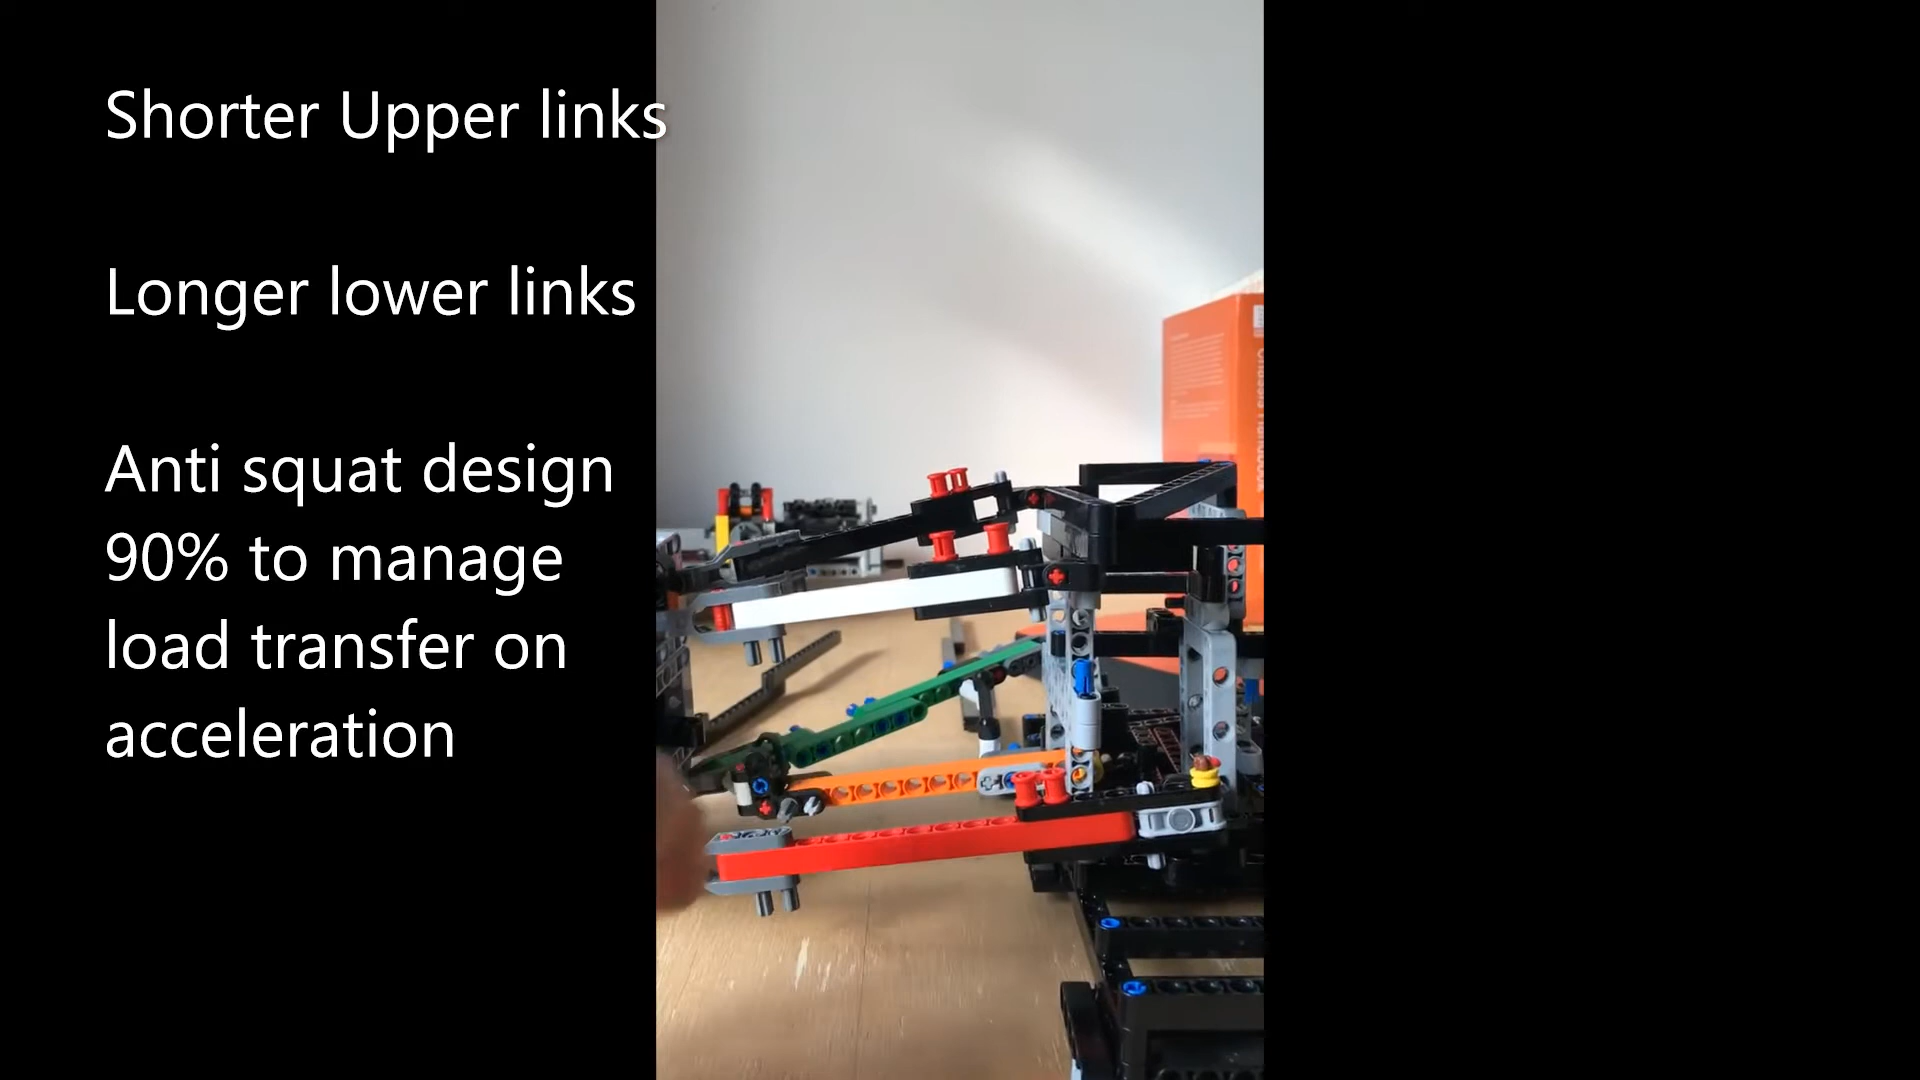 Shorter Upper links
Longer lower links
Anti squat design
90% to manage
load transfer on
acceleration